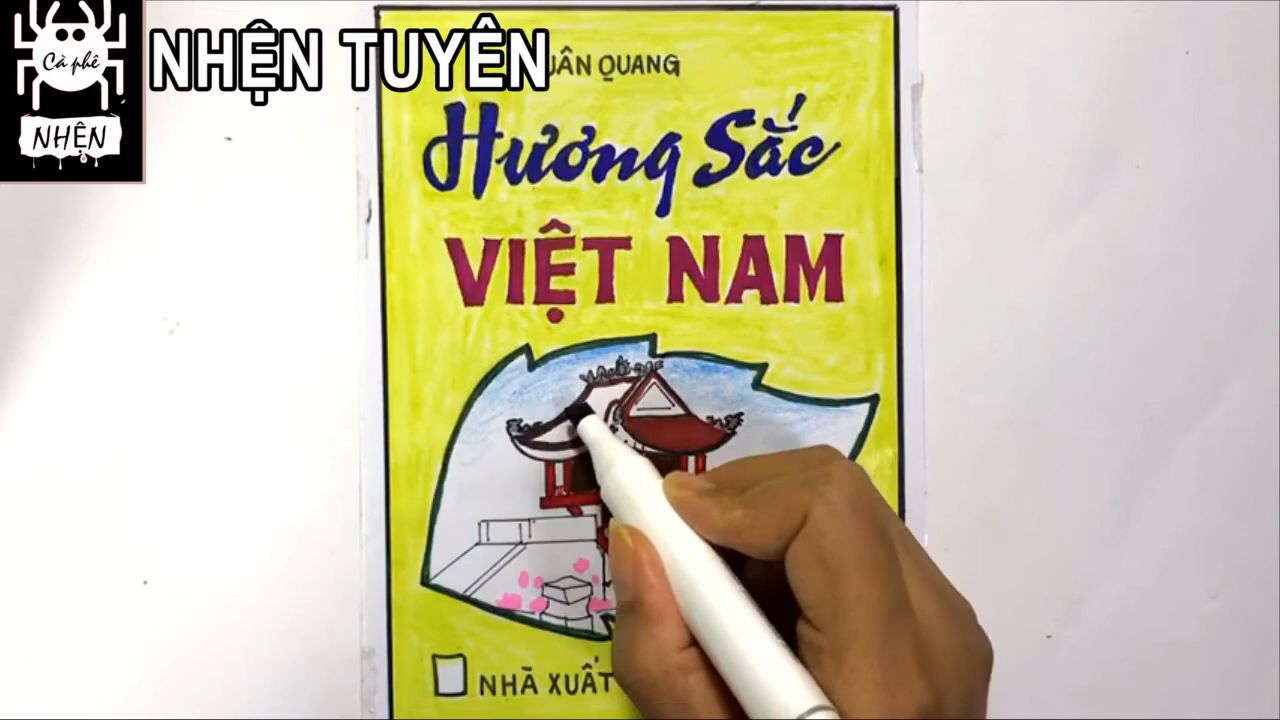 Cà phê
NHỆN
NHỆN TUYÊN
UÂN QUANG
Hương Sắc
VIỆT NAM
NHÀ XUẤT